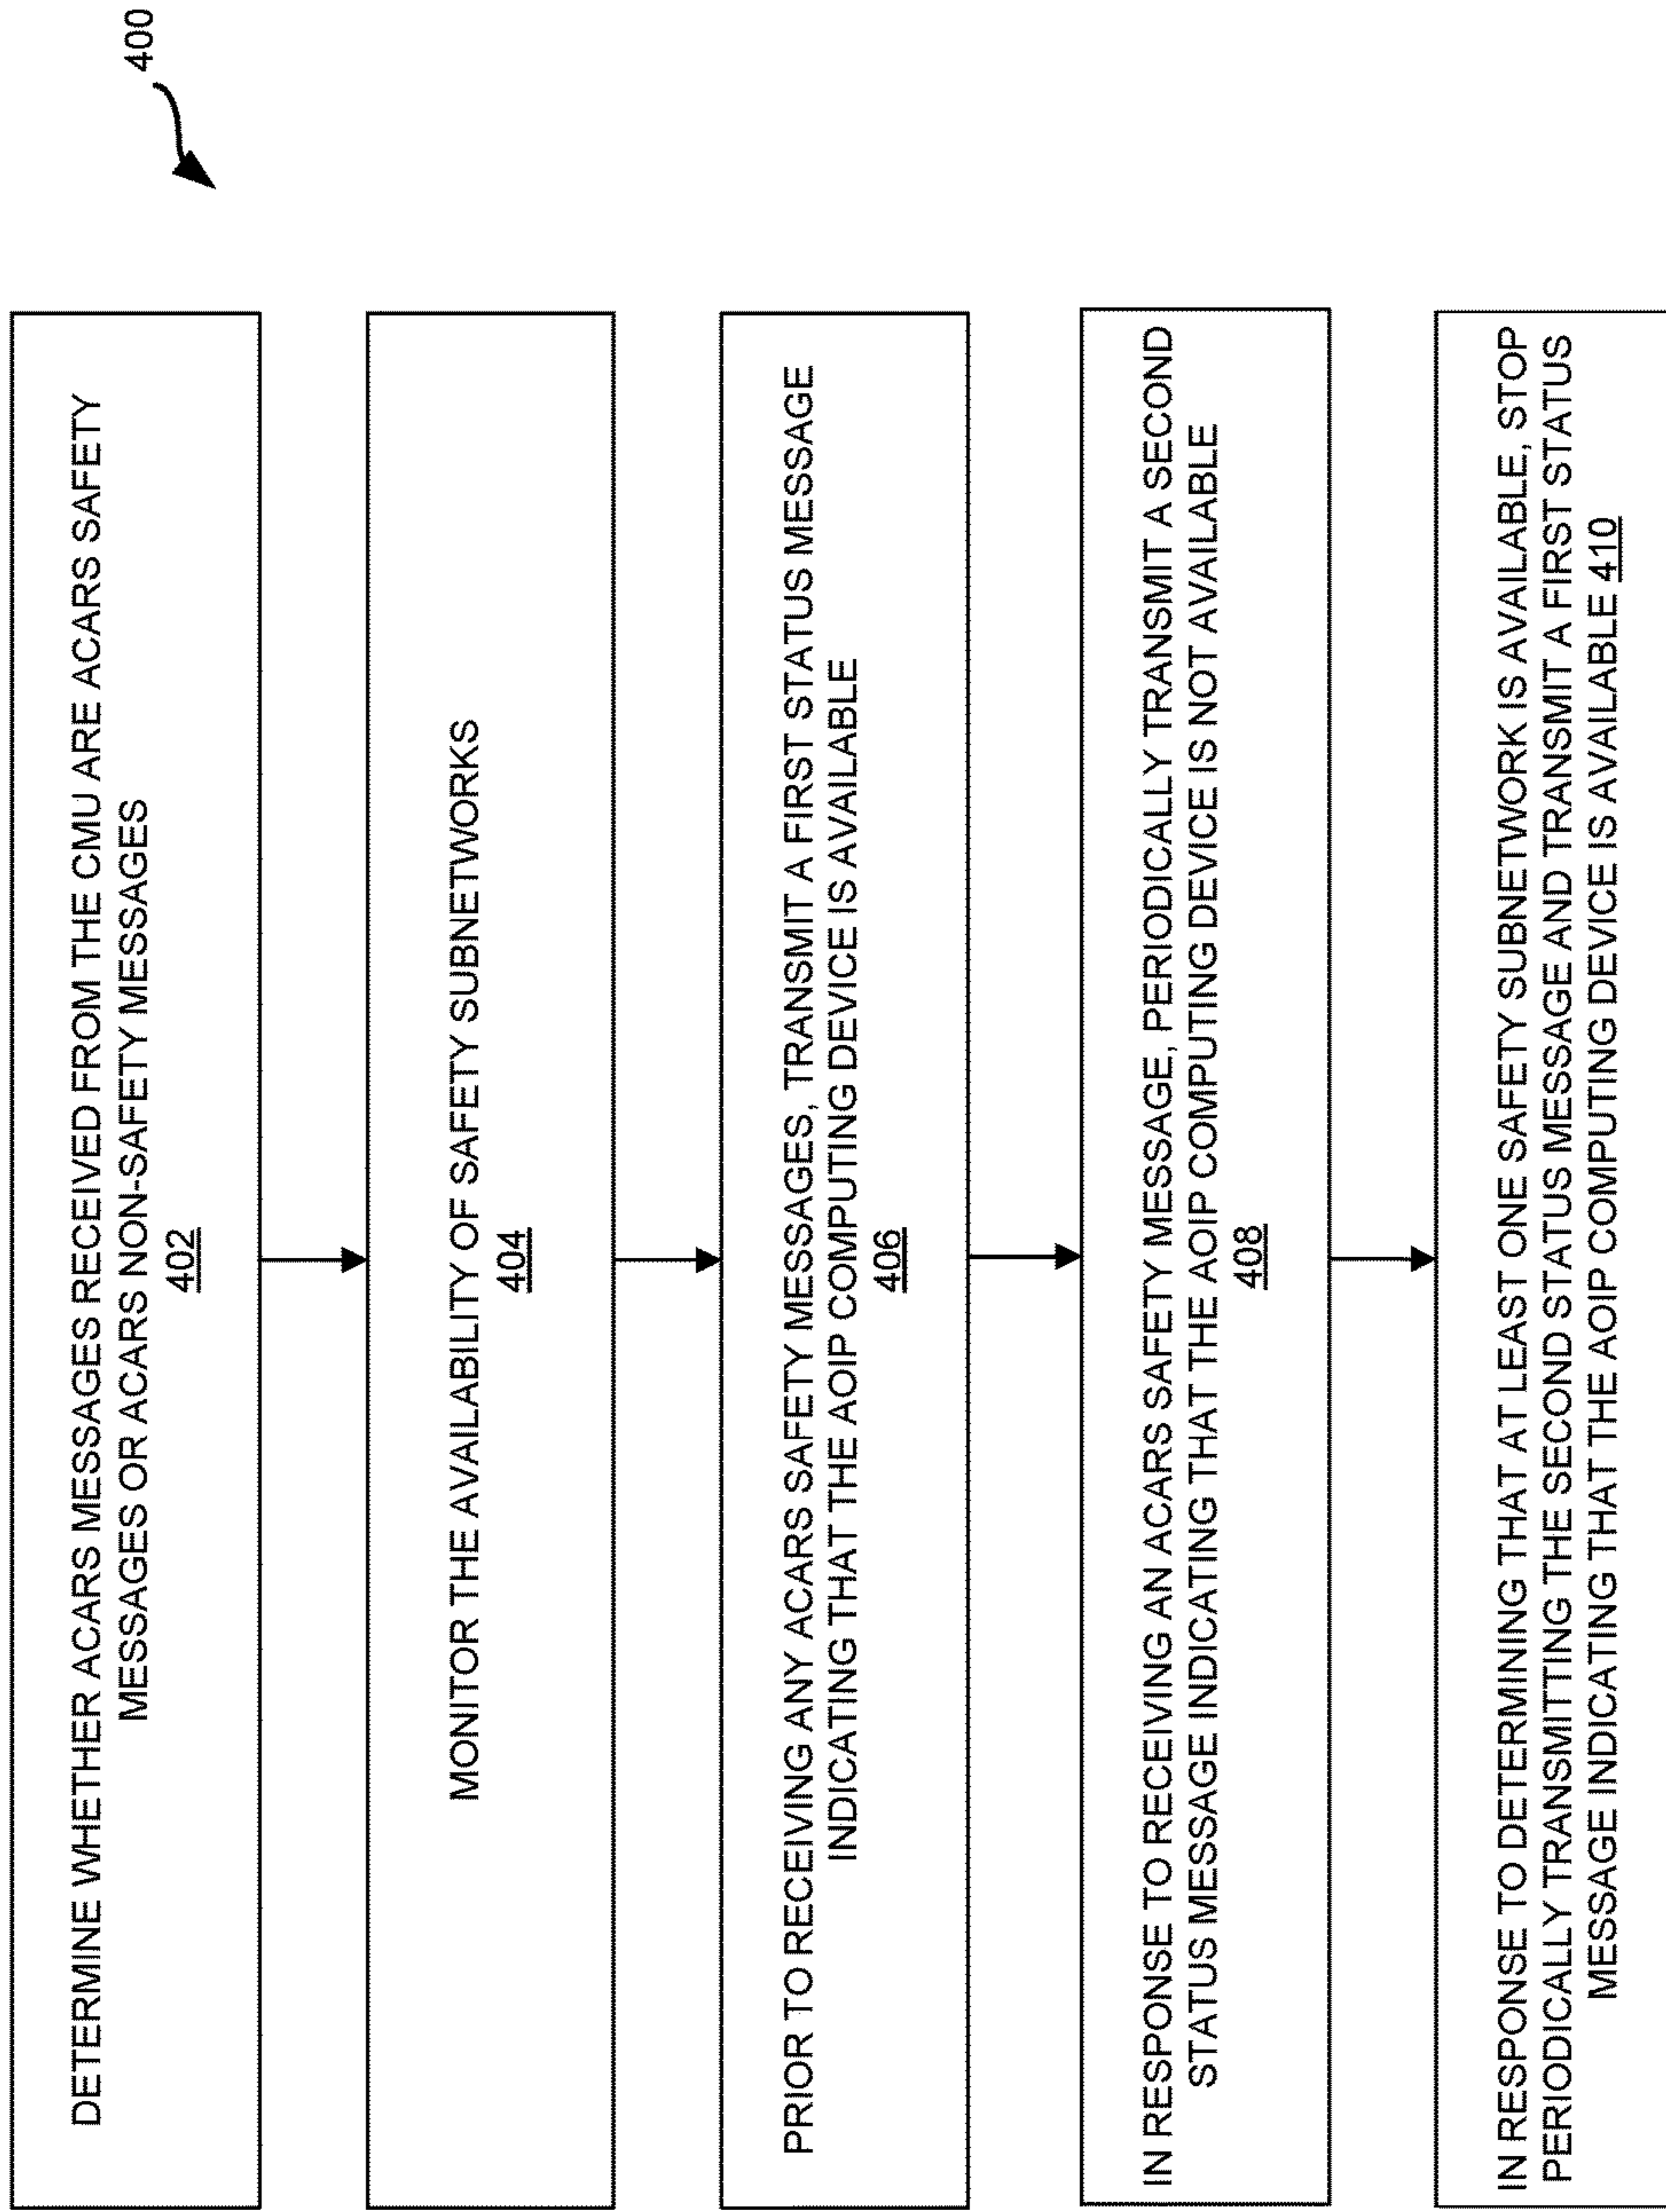 400
DETERMINE WHETHER ACARS MESSAGES RECEIVED FROM THE CMU ARE ACARS SAFETY
MESSAGES OR ACARS NON-SAFETY MESSAGES
402
MONITOR THE AVAILABILITY OF SAFETY SUBNETWORKS
404
PRIOR TO RECEIVING ANY ACARS SAFETY MESSAGES, TRANSMIT A FIRST STATUS MESSAGE
INDICATING THAT THE AOIP COMPUTING DEVICE IS AVAILABLE
406
IN RESPONSE TO RECEIVING AN ACARS SAFETY MESSAGE, PERIODICALLY TRANSMIT A SECOND
STATUS MESSAGE INDICATING THAT THE AOIP COMPUTING DEVICE IS NOT AVAILABLE
408
IN RESPONSE TO DETERMINING THAT AT LEAST ONE SAFETY SUBNETWORK IS AVAILABLE, STOP
PERIODICALLY TRANSMITTING THE SECOND STATUS MESSAGE AND TRANSMIT A FIRST STATUS
MESSAGE INDICATING THAT THE AOIP COMPUTING DEVICE IS AVAILABLE 410